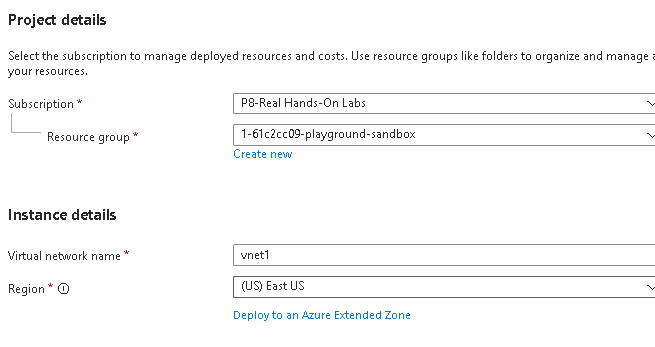 Project details
Select the subscription to manage deployed resources and costs. Use resource groups like folders to organize and manage a
your resources.
Subscription *
P8-Real Hands-On Labs
Resource group *
1-61c2cc09-playground-sandbox
Create new
Instance details
Virtual network name *
vnet1
Region *
(US) East US
Deploy to an Azure Extended Zone